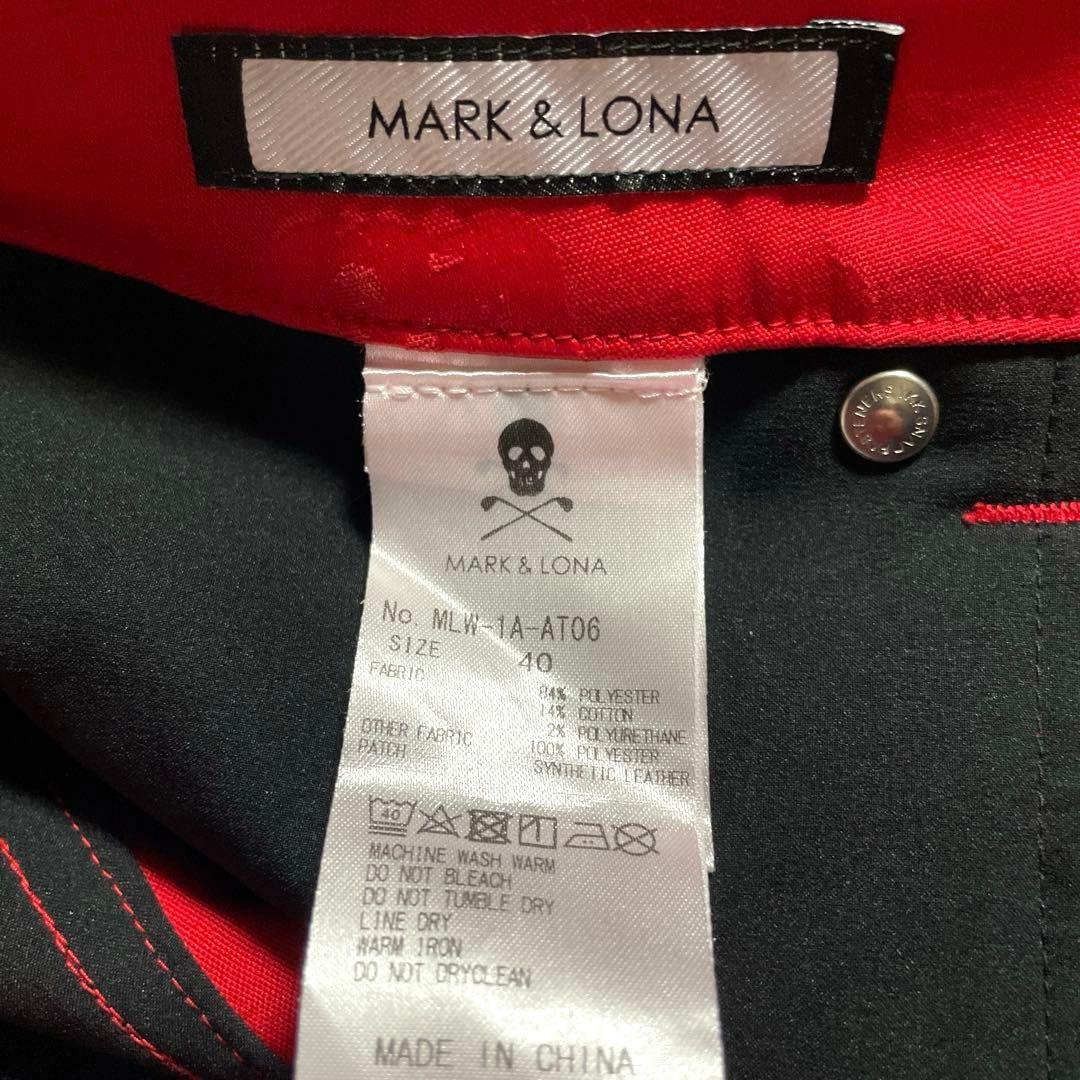 MARK & LONA
MARK & LONA
No. MLW-1A-AT06
SIZE 40
FABRIC 84% POLYESTER
14% COTTON
2% POLYURETHANE
OTHER FABRIC 100% POLYESTER
PATCH SYNTHETIC LEATHER
40
MACHINE WASH WARM
DO NOT BLEACH
DO NOT TUMBLE DRY
LINE DRY
WARM IRON
DO NOT DRYCLEAN
MADE IN CHINA